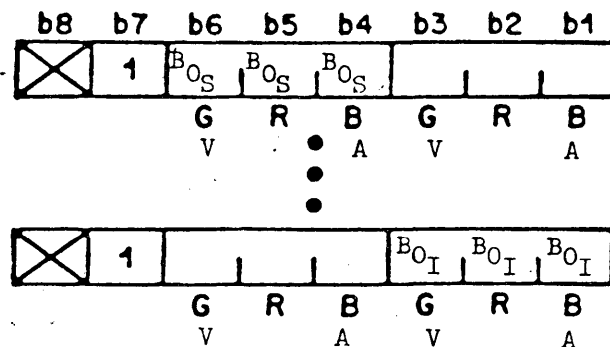 b8 b7 b6 b5 b4 b3 b2 b1
1 B0S B0S B0S
G R B G R B
V A V A
1 B0I B0I B0I
G R B G R B
V A V A